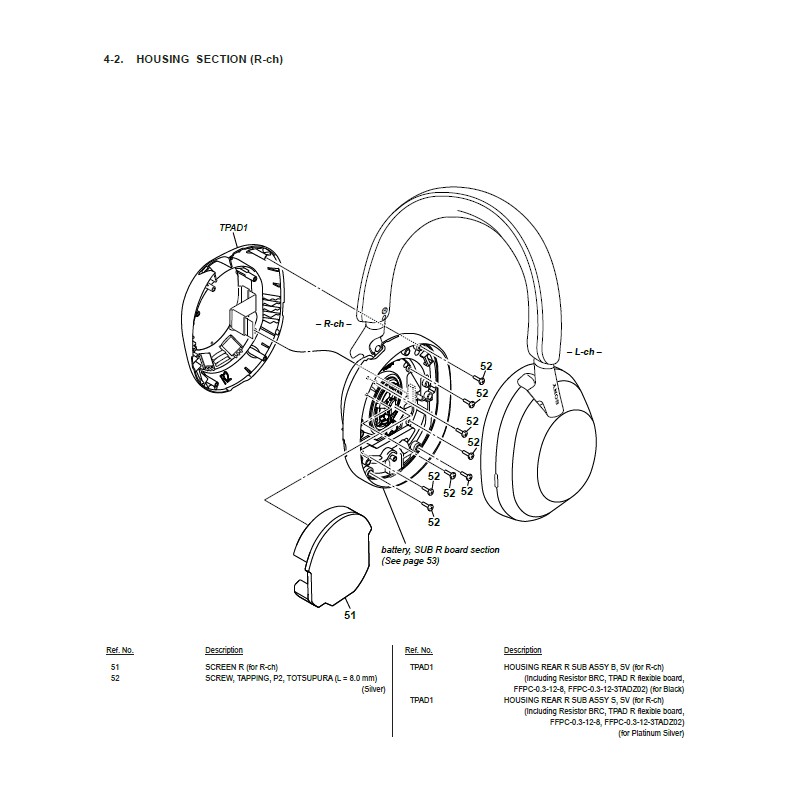 4-2. HOUSING SECTION (R-ch)
TPAD1
– R-ch –
– L-ch –
52
52
52
SONY
52
52
52
52
52
battery, SUB R board section
(See page 53)
51
Ref. No. Description
51 SCREEN R (for R-ch)
52 SCREW, TAPPING, P2, TOTSUPURA (L = 8.0 mm)
(Silver)
Ref. No. Description
TPAD1 HOUSING REAR R SUB ASSY B, SV (for R-ch)
(Including Resistor BRC, TPAD R flexible board,
FFPC-0.3-12-8, FFPC-0.3-12-3TADZ02) (for Black)
TPAD1 HOUSING REAR R SUB ASSY S, SV (for R-ch)
(Including Resistor BRC, TPAD R flexible board,
FFPC-0.3-12-8, FFPC-0.3-12-3TADZ02)
(for Platinum Silver)